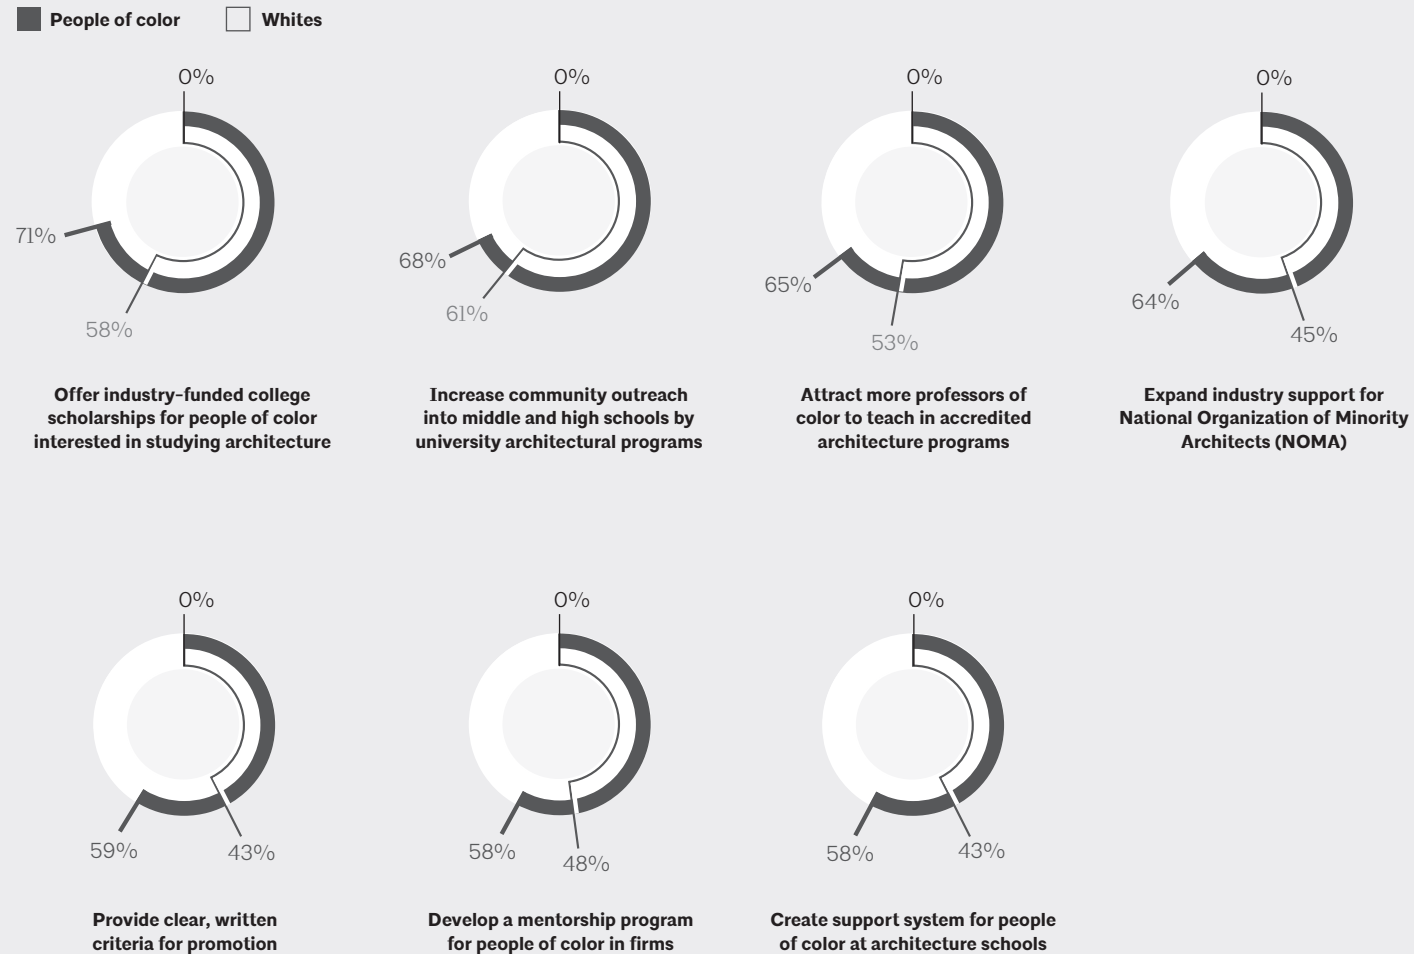 People of color
Whites
0%
71%
58%
Offer industry-funded college
scholarships for people of color
interested in studying architecture
0%
68%
61%
Increase community outreach
into middle and high schools by
university architectural programs
0%
65%
53%
Attract more professors of
color to teach in accredited
architecture programs
0%
64%
45%
Expand industry support for
National Organization of Minority
Architects (NOMA)
0%
59%
43%
Provide clear, written
criteria for promotion
0%
58%
48%
Develop a mentorship program
for people of color in firms
0%
58%
43%
Create support system for people
of color at architecture schools